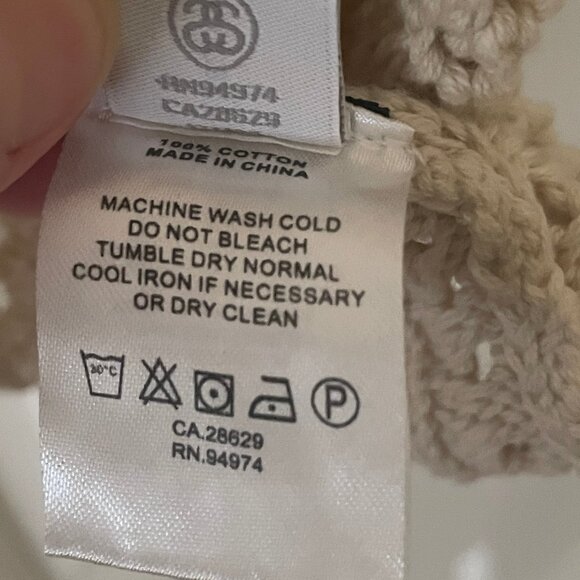 RN94974
CA28629
100% COTTON
MADE IN CHINA
MACHINE WASH COLD
DO NOT BLEACH
TUMBLE DRY NORMAL
COOL IRON IF NECESSARY
OR DRY CLEAN
30°C
P
CA.28629
RN.94974